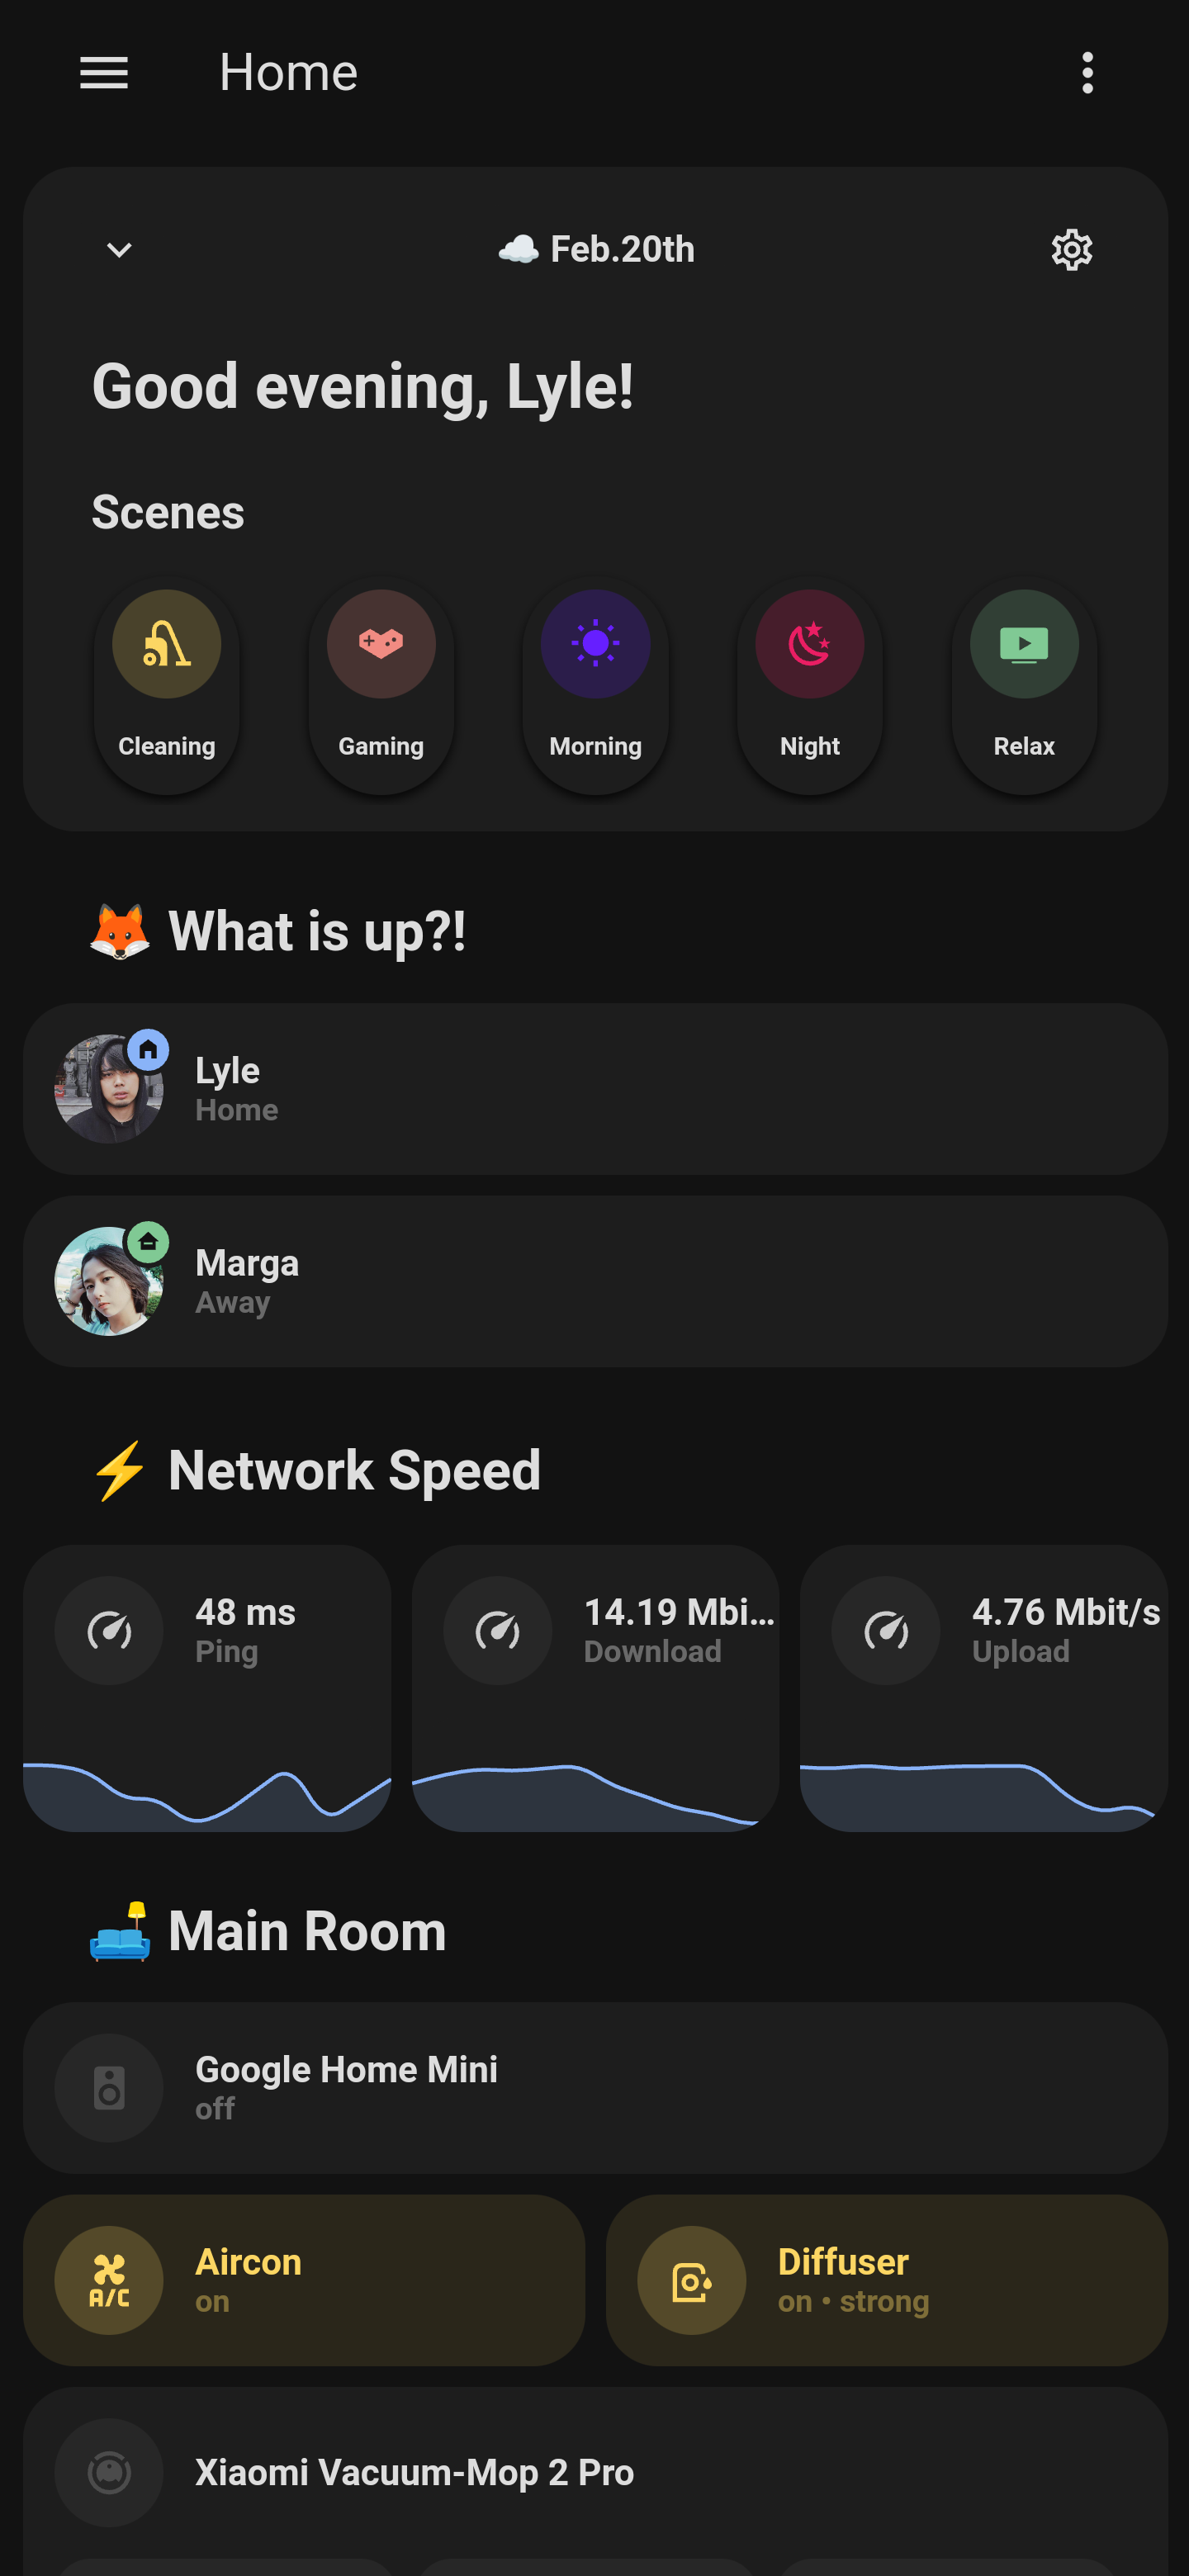 Home
☁️ Feb.20th
Good evening, Lyle!
Scenes
Cleaning
Gaming
Morning
Night
Relax
🦊 What is up?!
Lyle
Home
Marga
Away
⚡ Network Speed
48 ms
Ping
14.19 Mbi...
Download
4.76 Mbit/s
Upload
🛋️ Main Room
Google Home Mini
off
A/C
Aircon
on
Diffuser
on • strong
Xiaomi Vacuum-Mop 2 Pro